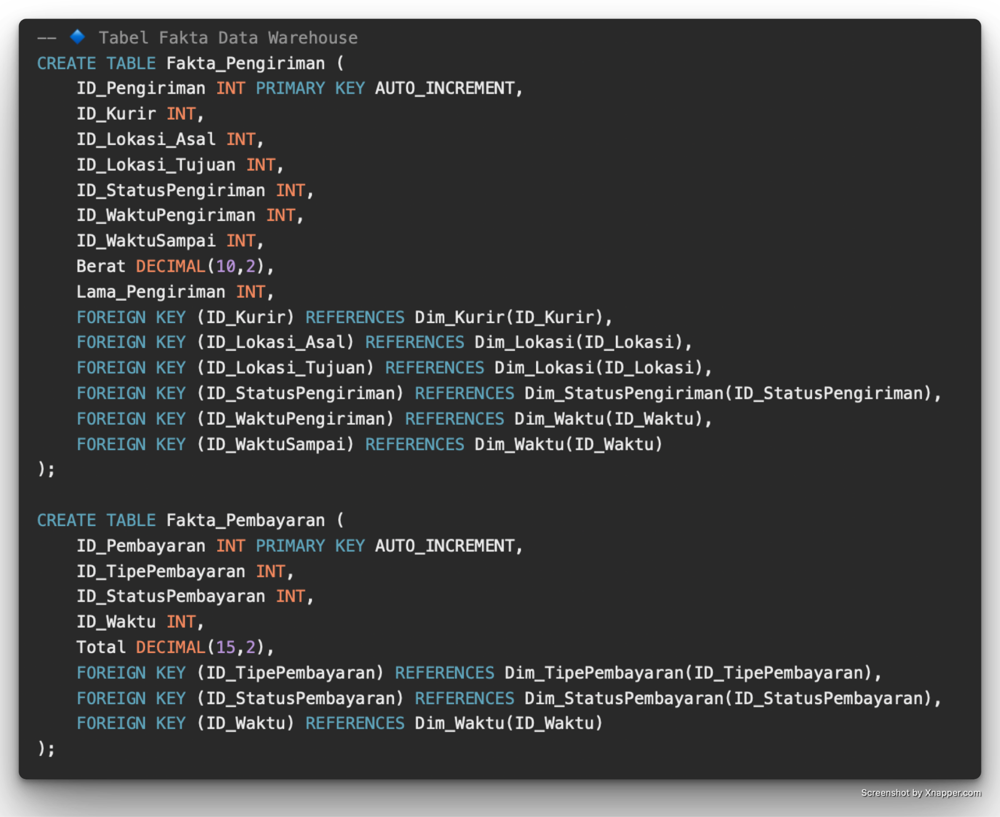 -- 🔷 Tabel Fakta Data Warehouse
CREATE TABLE Fakta_Pengiriman (
    ID_Pengiriman INT PRIMARY KEY AUTO_INCREMENT,
    ID_Kurir INT,
    ID_Lokasi_Asal INT,
    ID_Lokasi_Tujuan INT,
    ID_StatusPengiriman INT,
    ID_WaktuPengiriman INT,
    ID_WaktuSampai INT,
    Berat DECIMAL(10,2),
    Lama_Pengiriman INT,
    FOREIGN KEY (ID_Kurir) REFERENCES Dim_Kurir(ID_Kurir),
    FOREIGN KEY (ID_Lokasi_Asal) REFERENCES Dim_Lokasi(ID_Lokasi),
    FOREIGN KEY (ID_Lokasi_Tujuan) REFERENCES Dim_Lokasi(ID_Lokasi),
    FOREIGN KEY (ID_StatusPengiriman) REFERENCES Dim_StatusPengiriman(ID_StatusPengiriman),
    FOREIGN KEY (ID_WaktuPengiriman) REFERENCES Dim_Waktu(ID_Waktu),
    FOREIGN KEY (ID_WaktuSampai) REFERENCES Dim_Waktu(ID_Waktu)
);

CREATE TABLE Fakta_Pembayaran (
    ID_Pembayaran INT PRIMARY KEY AUTO_INCREMENT,
    ID_TipePembayaran INT,
    ID_StatusPembayaran INT,
    ID_Waktu INT,
    Total DECIMAL(15,2),
    FOREIGN KEY (ID_TipePembayaran) REFERENCES Dim_TipePembayaran(ID_TipePembayaran),
    FOREIGN KEY (ID_StatusPembayaran) REFERENCES Dim_StatusPembayaran(ID_StatusPembayaran),
    FOREIGN KEY (ID_Waktu) REFERENCES Dim_Waktu(ID_Waktu)
);
Screenshot by Xnapper.com